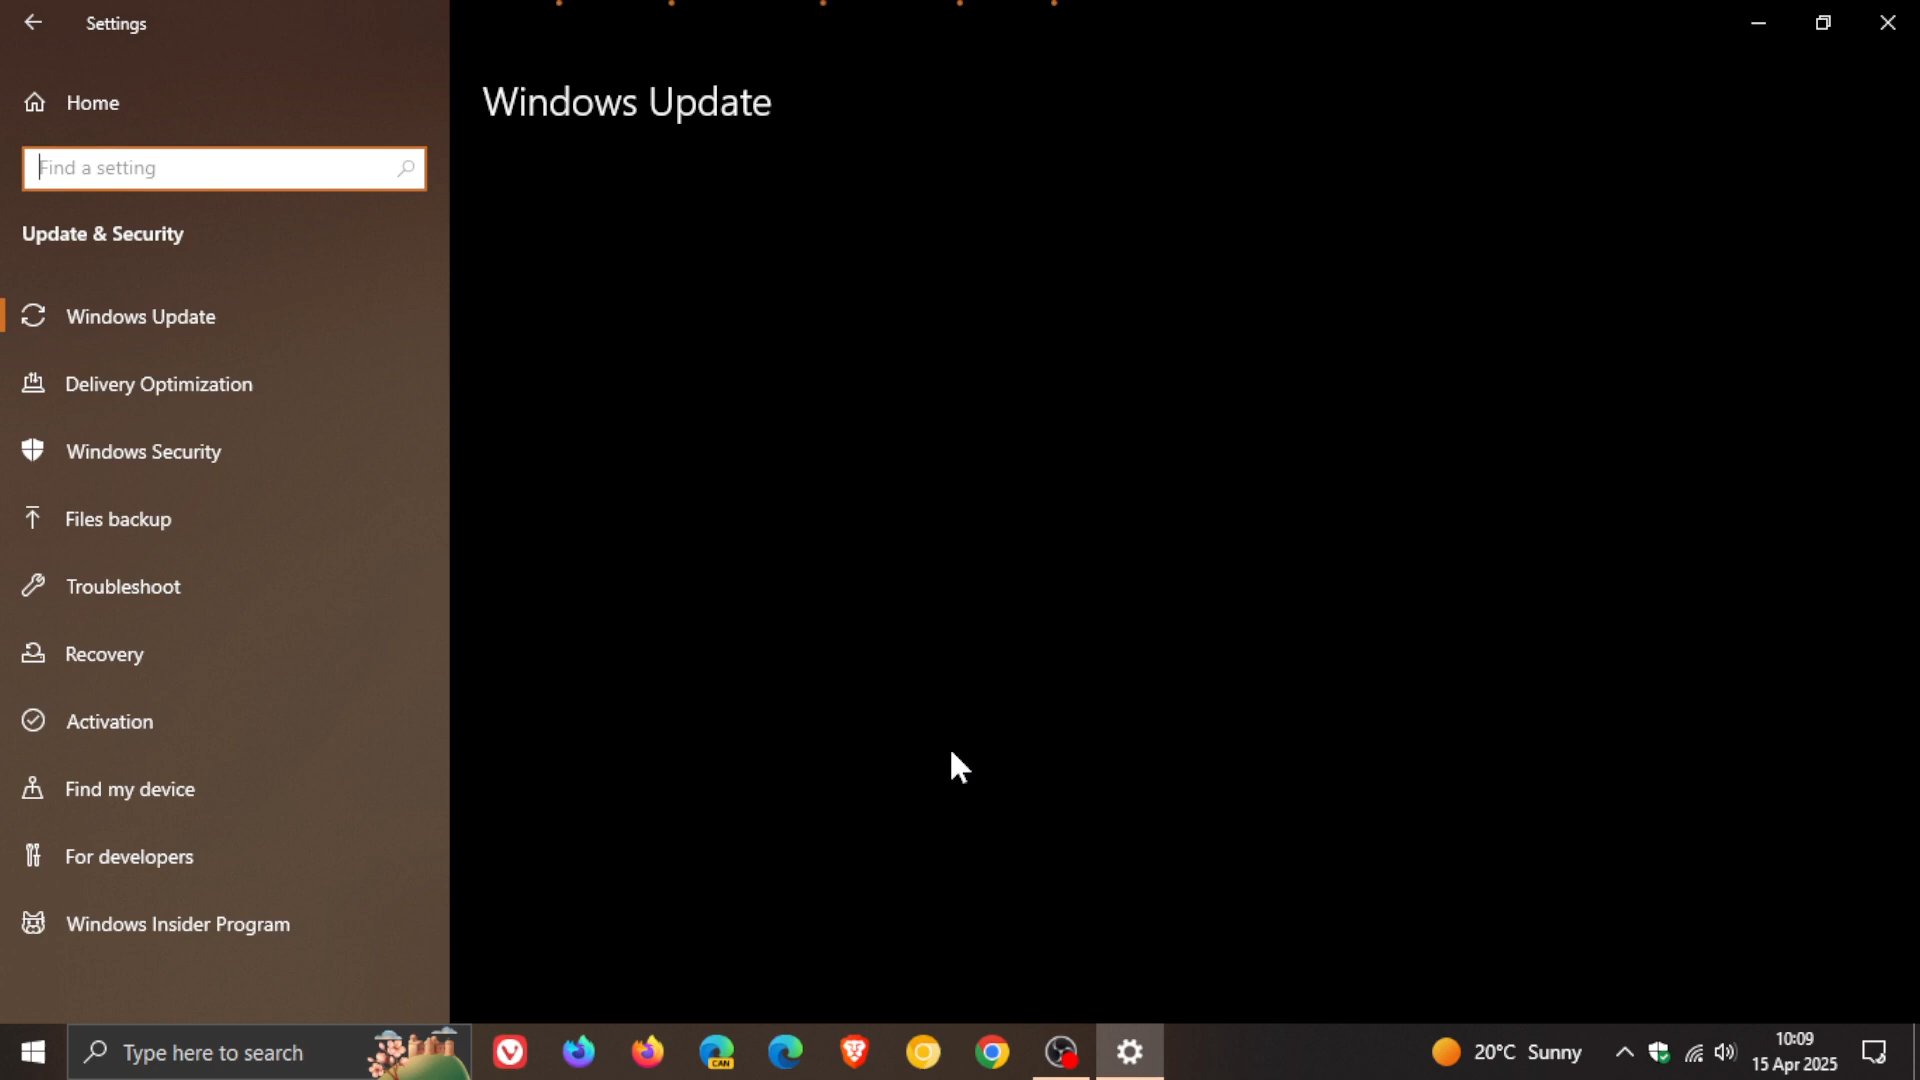 Settings
Home
Find a setting
Update & Security
Windows Update
Delivery Optimization
Windows Security
Files backup
Troubleshoot
Recovery
Activation
Find my device
For developers
Windows Insider Program
Windows Update
Type here to search
CAN
20°C Sunny
10:09
15 Apr 2025